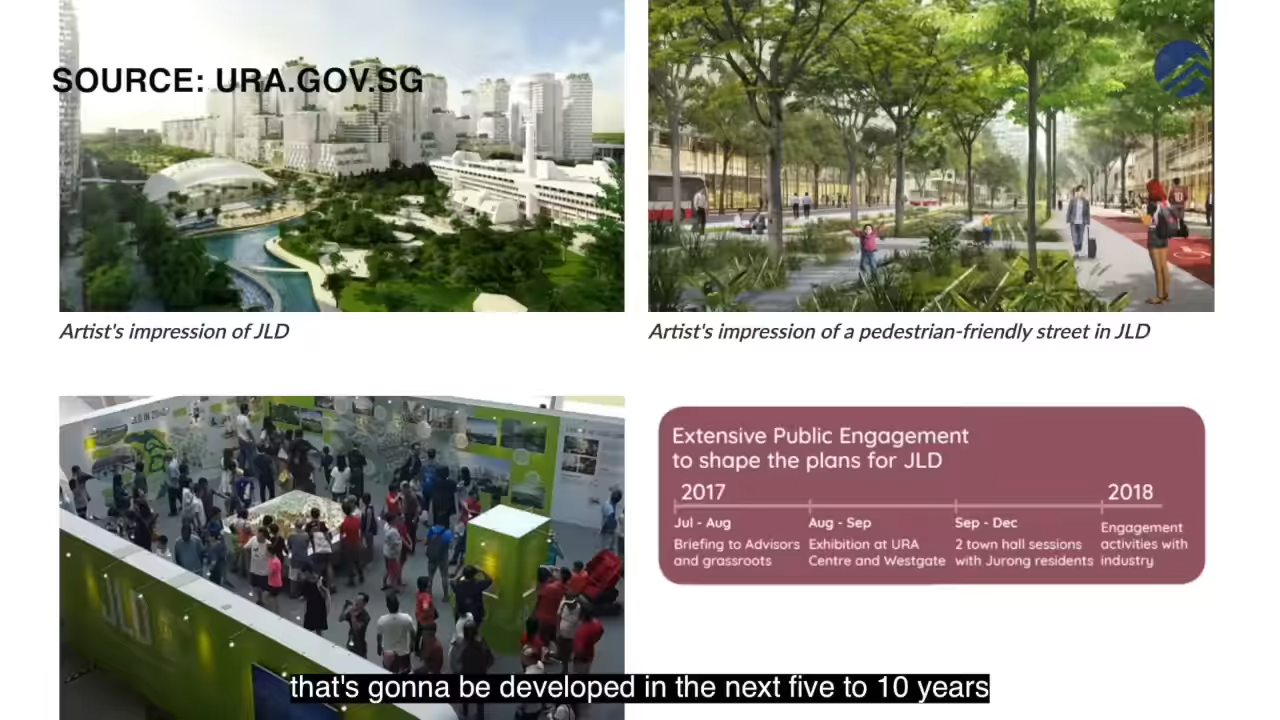 SOURCE: URA.GOV.SG
Artist's impression of JLD
Artist's impression of a pedestrian-friendly street in JLD
JLD
Extensive Public Engagement
to shape the plans for JLD
2017
2018
Jul - Aug
Briefing to Advisors
and grassroots
Aug - Sep
Exhibition at URA
Centre and Westgate
Sep - Dec
2 town hall sessions
with Jurong residents
Engagement
activities with
industry
that's gonna be developed in the next five to 10 years